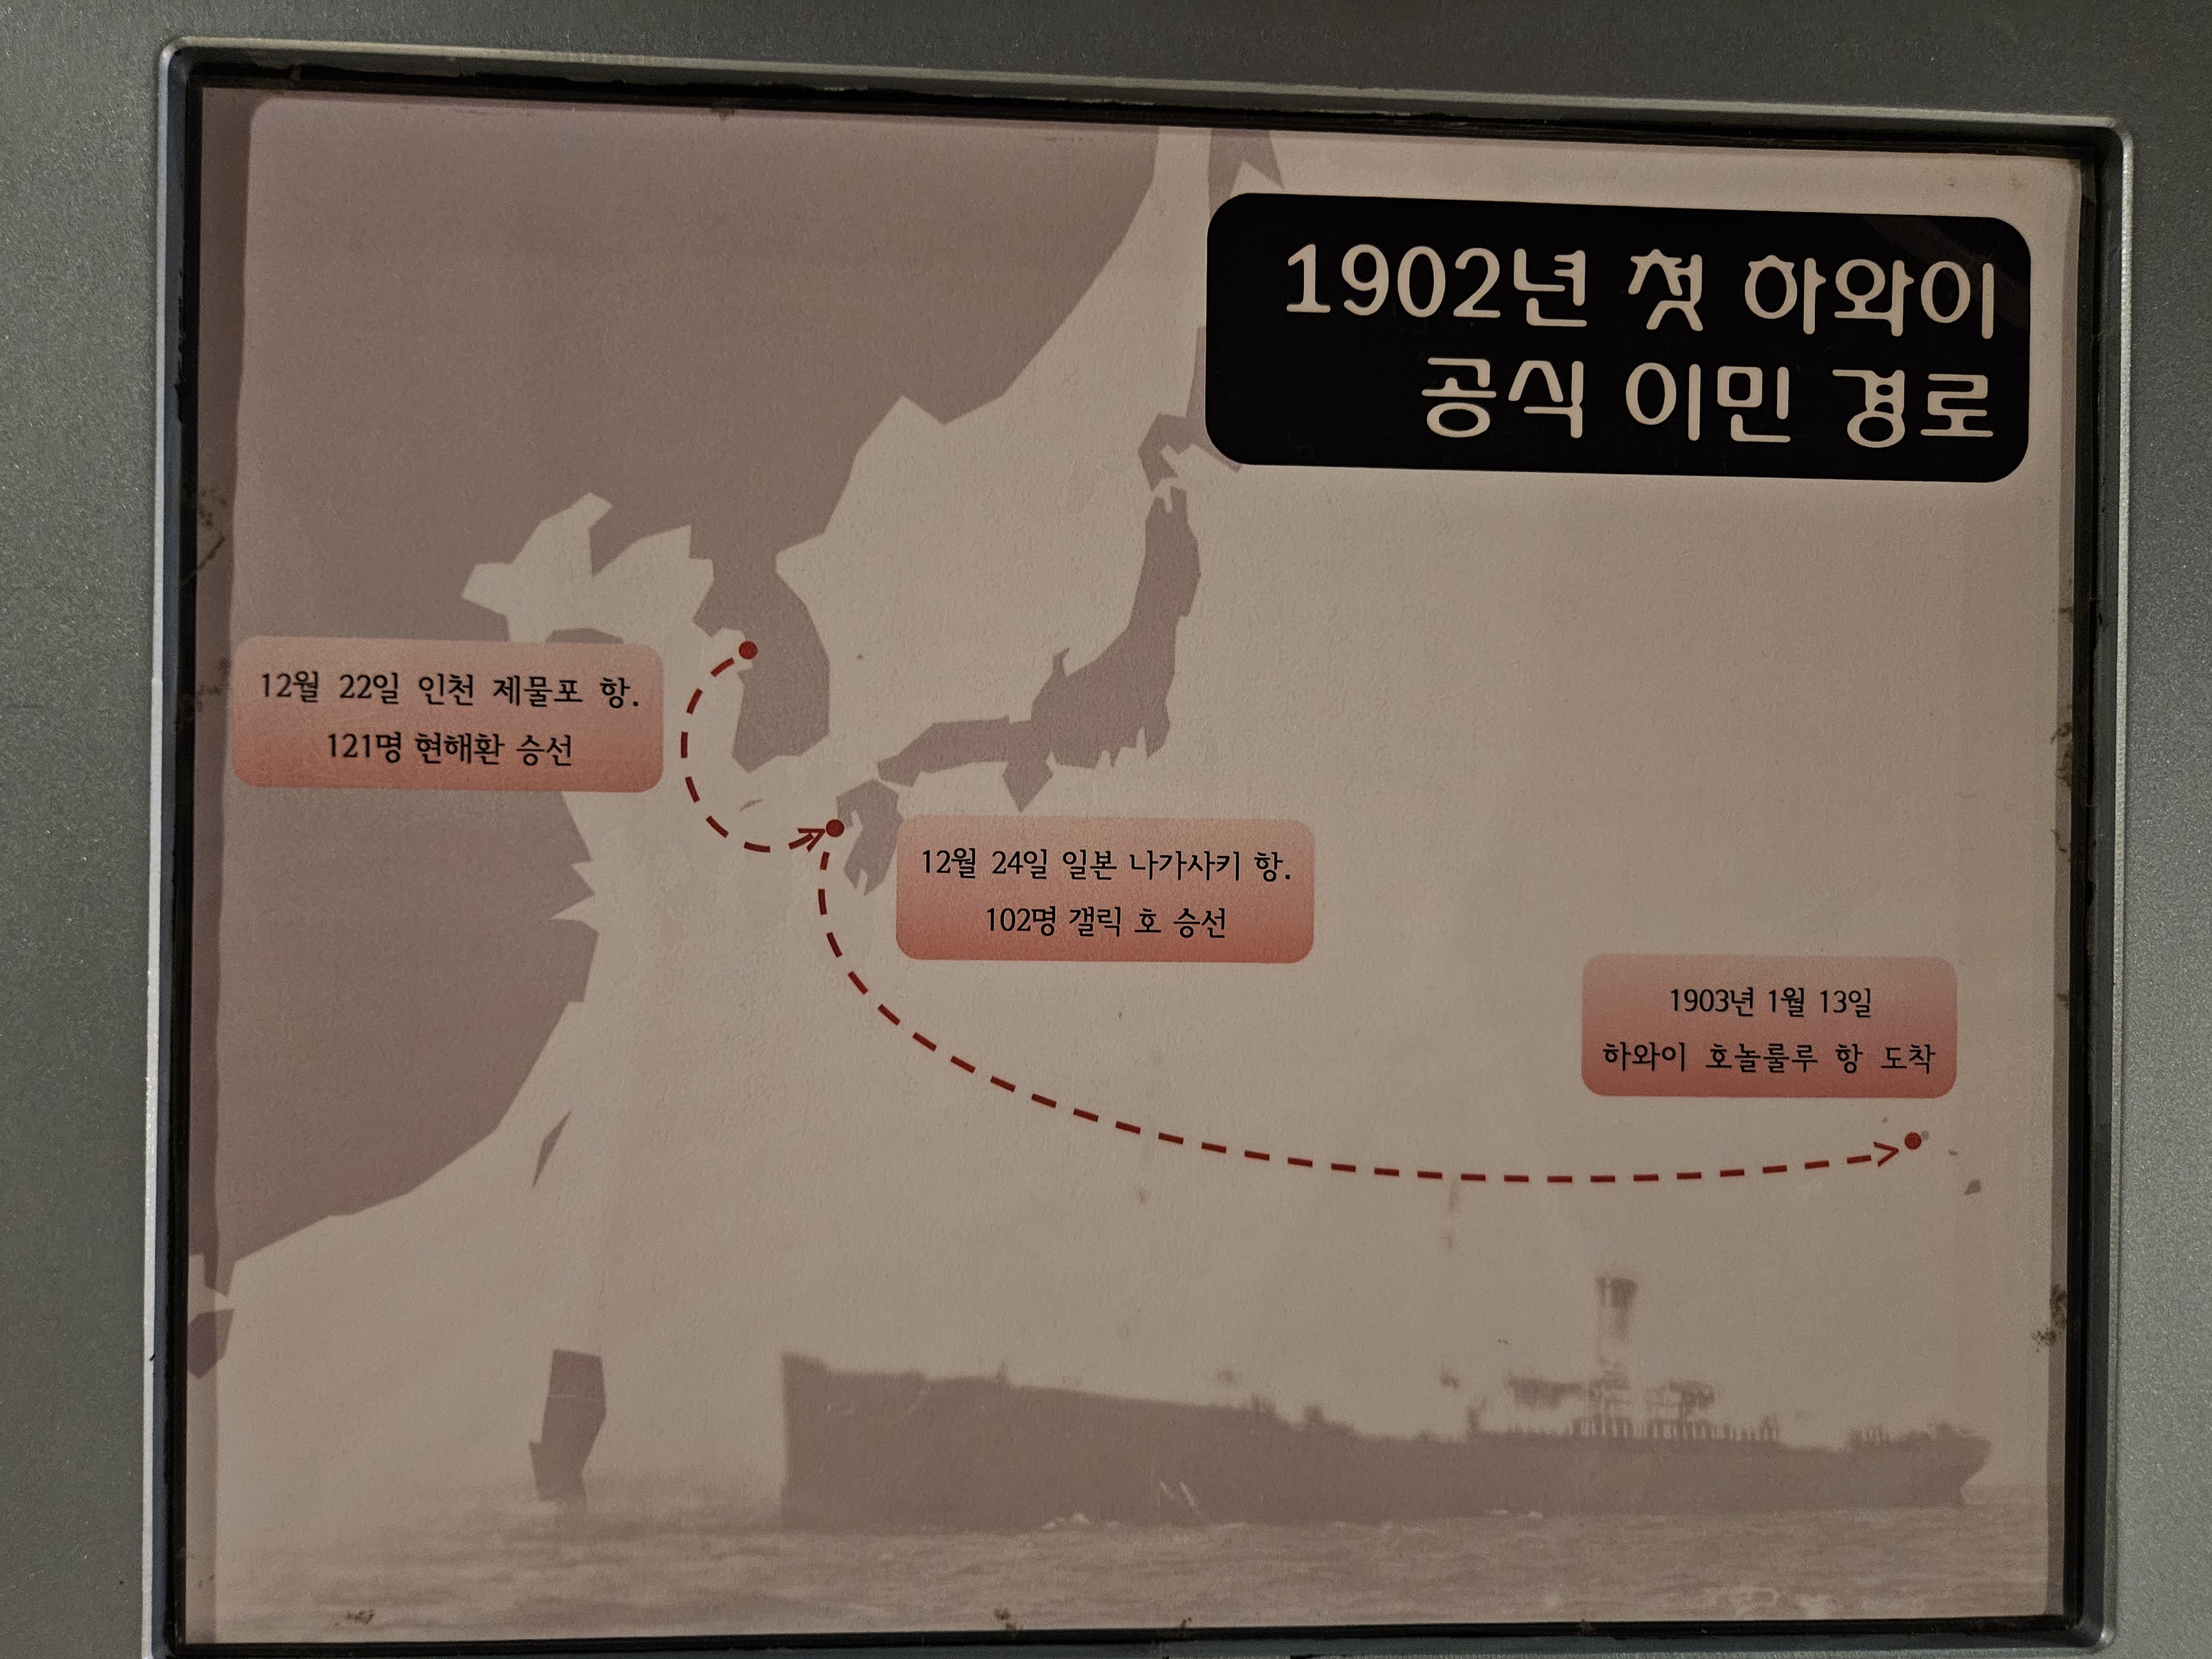 1902년 첫 하와이
공식 이민 경로
12월 22일 인천 제물포 항.
121명 현해환 승선
12월 24일 일본 나가사키 항.
102명 갤릭 호 승선
1903년 1월 13일
하와이 호놀룰루 항 도착